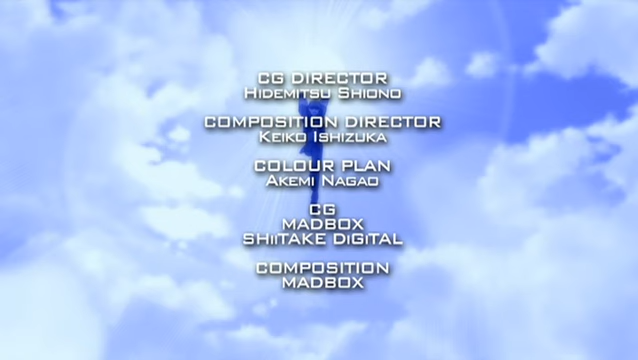 CG DIRECTOR
HIDEMITSU SHIONO
COMPOSITION DIRECTOR
KEIKO ISHIZUKA
COLOUR PLAN
AKEMI NAGAO
CG
MADBOX
SHiiTAKE DiGiTAL
COMPOSITION
MADBOX